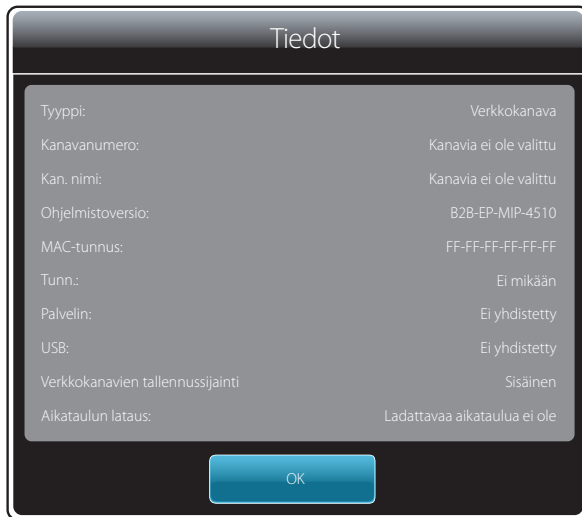 Tiedot
Tyyppi: Verkkokanava
Kanavanumero: Kanavia ei ole valittu
Kan. nimi: Kanavia ei ole valittu
Ohjelmistoversio: B2B-EP-MIP-4510
MAC-tunnus: FF-FF-FF-FF-FF-FF
Tunn.: Ei mikään
Palvelin: Ei yhdistetty
USB: Ei yhdistetty
Verkkokanavien tallennussijainti Sisäinen
Aikataulun lataus: Ladattavaa aikataulua ei ole
OK